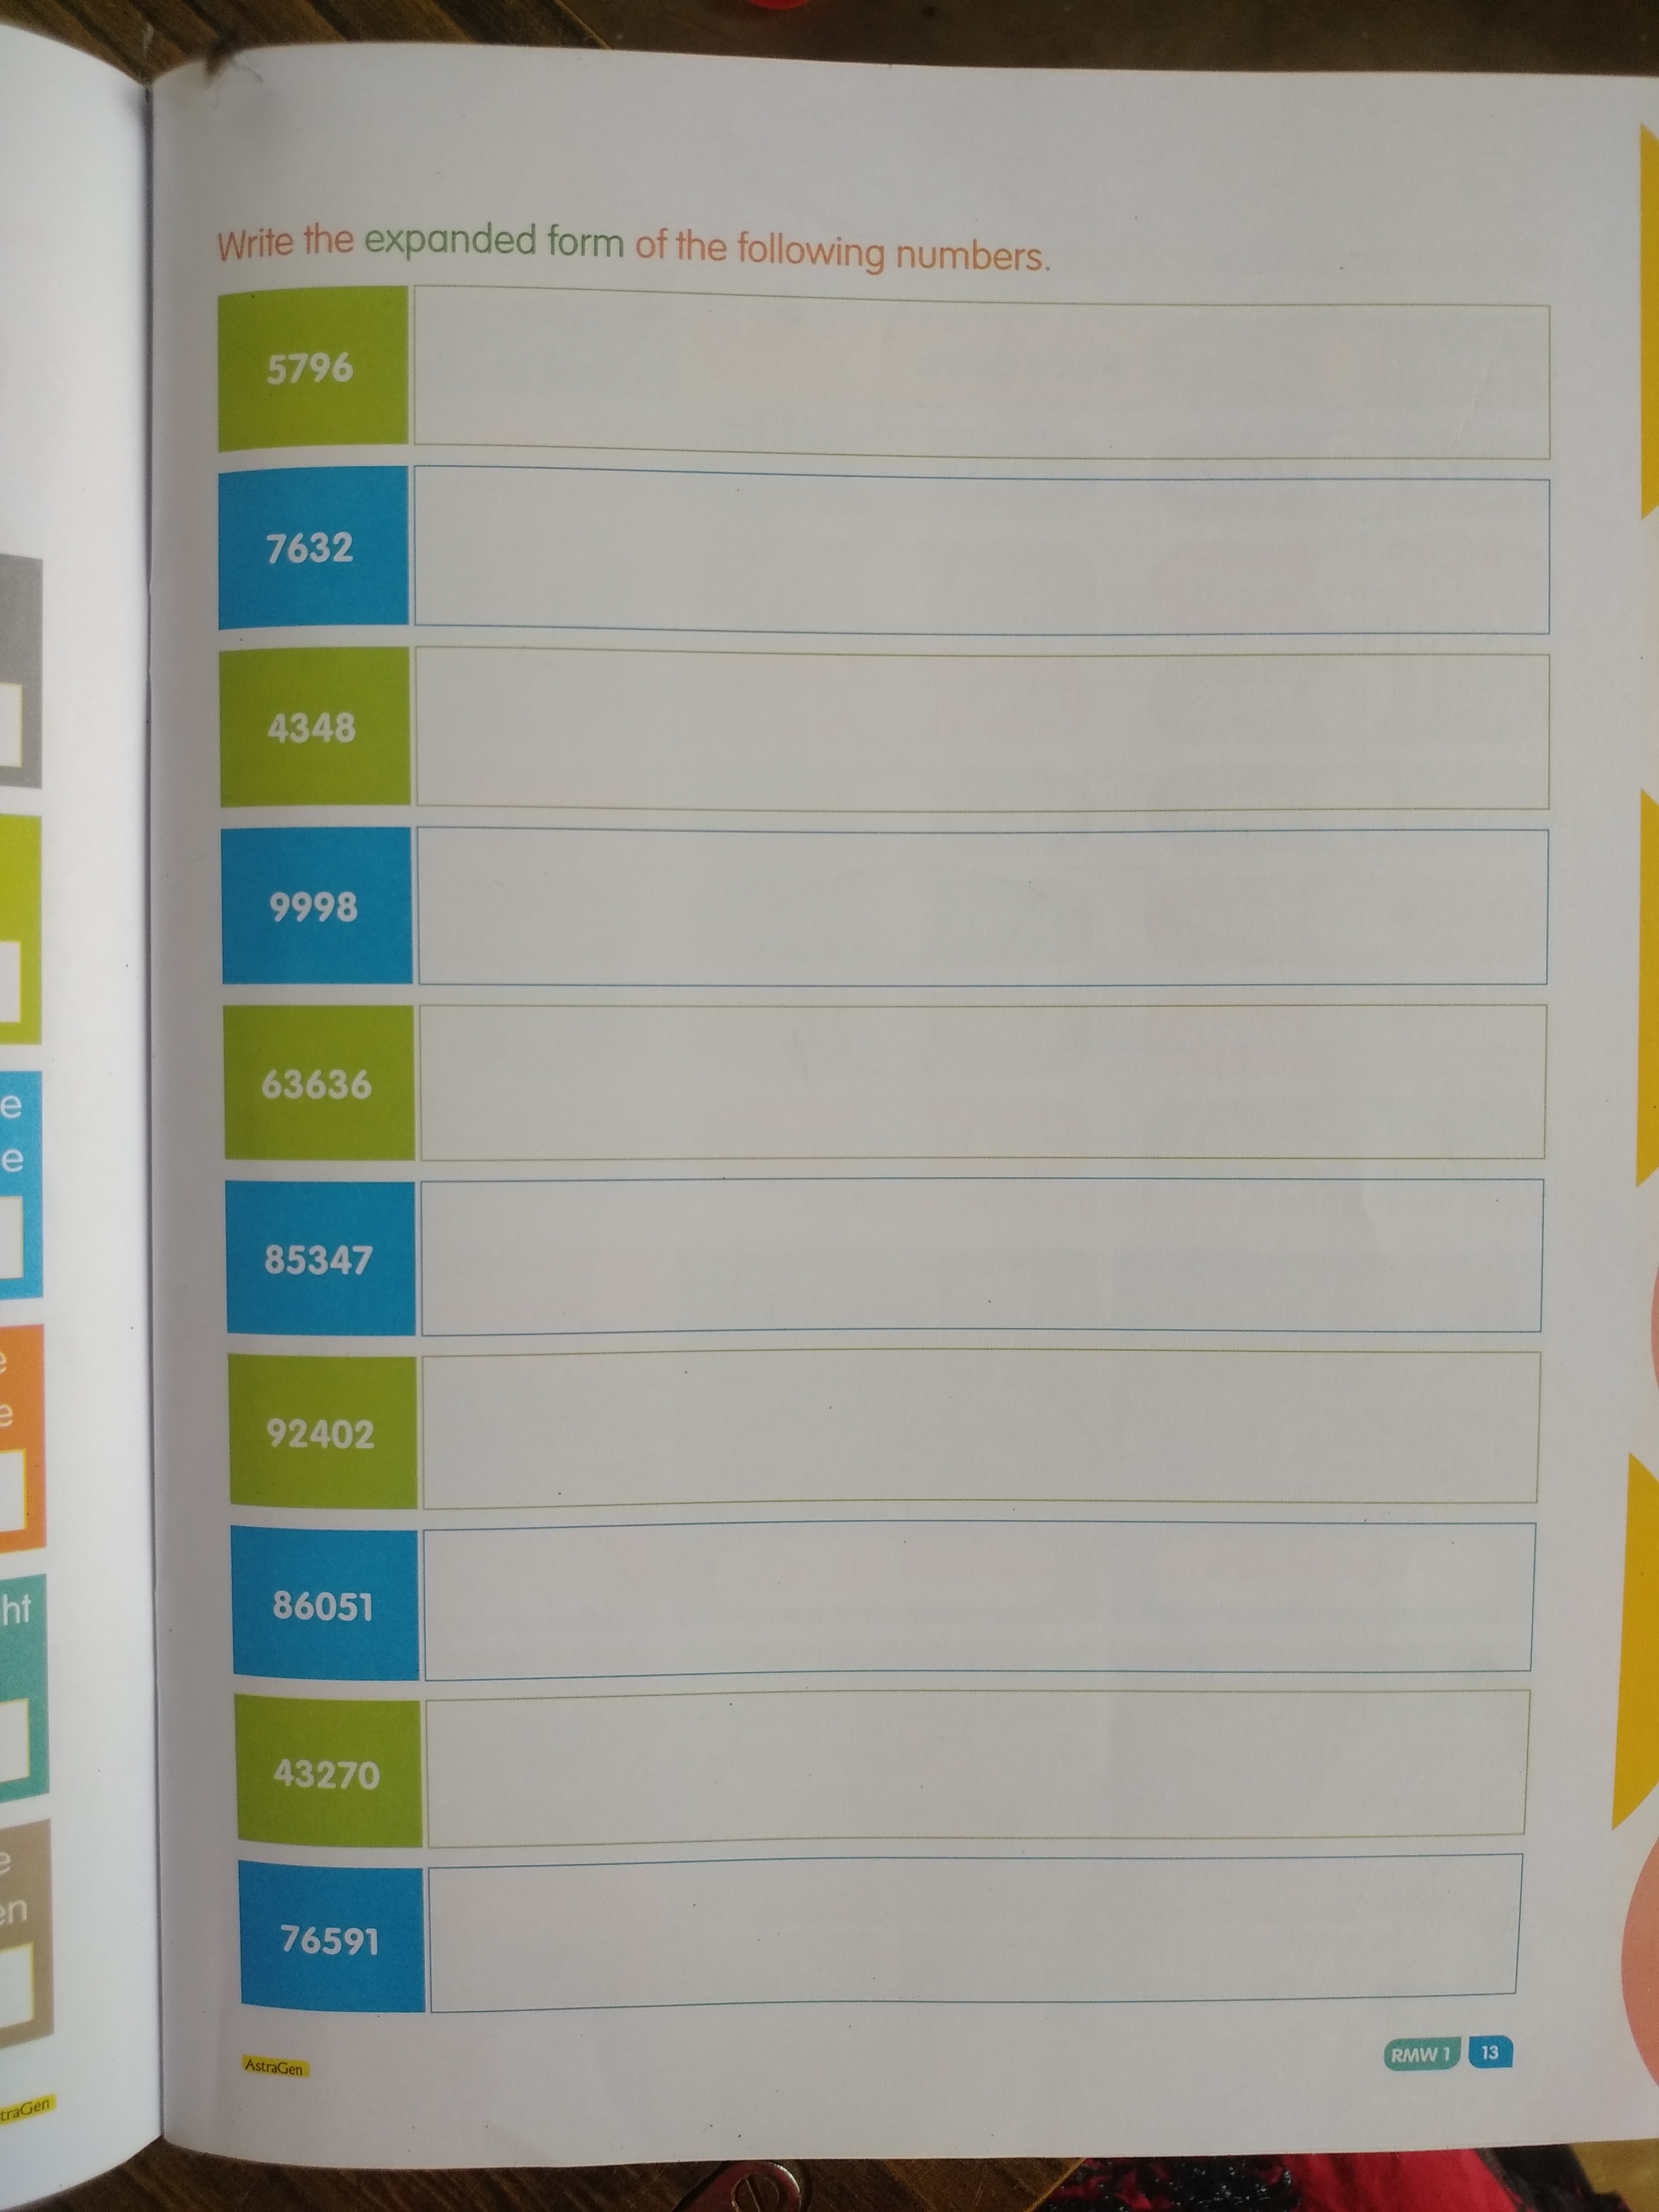 Write the expanded form of the following numbers.
5796
7632
4348
9998
63636
85347
92402
86051
43270
76591
AstraGen
RMW 1 13
e
e
e
e
ht
e
en
traGen